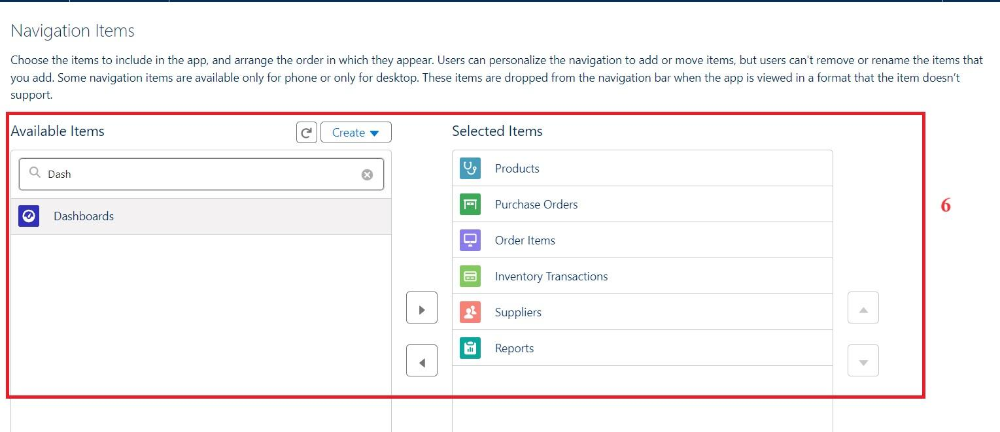 Navigation Items
Choose the items to include in the app, and arrange the order in which they appear. Users can personalize the navigation to add or move items, but users can't remove or rename the items that
you add. Some navigation items are available only for phone or only for desktop. These items are dropped from the navigation bar when the app is viewed in a format that the item doesn’t
support.
Available Items
Create
Dash
Dashboards
Selected Items
Products
Purchase Orders
Order Items
Inventory Transactions
Suppliers
Reports
6